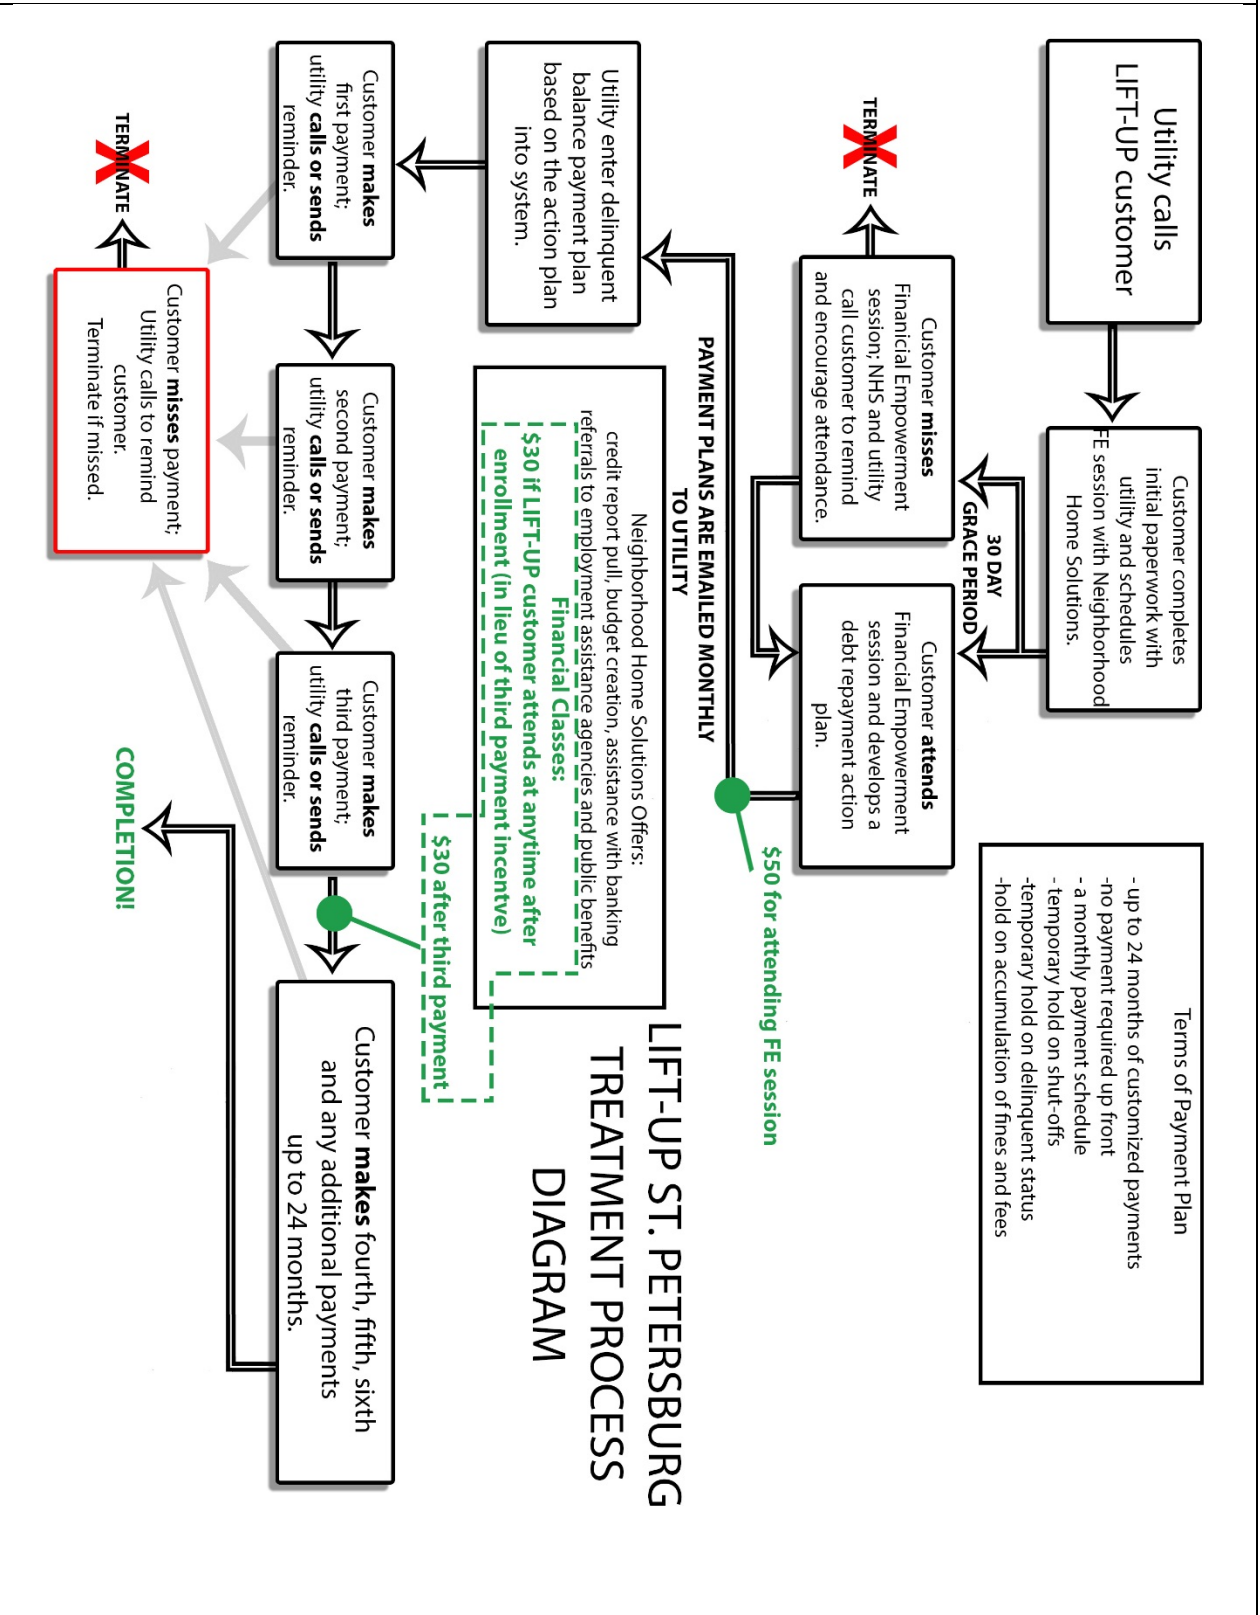 Utility calls
LIFT-UP customer
Customer completes
initial paperwork with
utility and schedules
FE session with Neighborhood
Home Solutions.
Terms of Payment Plan
- up to 24 months of customized payments
-no payment required up front
- a monthly payment schedule
- temporary hold on shut-offs
-temporary hold on delinquent status
-hold on accumulation of fines and fees
30 DAY
GRACE PERIOD
TERMINATE
Customer misses
Finanicial Empowerment
session; NHS and utility
call customer to remind
and encourage attendance.
Customer attends
Financial Empowerment
session and develops a
debt repayment action
plan.
$50 for attending FE session
PAYMENT PLANS ARE EMAILED MONTHLY
TO UTILITY
Utility enter delinquent
balance payment plan
based on the action plan
into system.
Neighborhood Home Solutions Offers:
credit report pull, budget creation, assistance with banking
referrals to employment assistance agencies and public benefits
Financial Classes:
$30 if LIFT-UP customer attends at anytime after
enrollment (in lieu of third payment incentve)
LIFT-UP ST. PETERSBURG
TREATMENT PROCESS
DIAGRAM
$30 after third payment
Customer makes
first payment;
utility calls or sends
reminder.
Customer makes
second payment;
utility calls or sends
reminder.
Customer makes
third payment;
utility calls or sends
reminder.
Customer makes fourth, fifth, sixth
and any additional payments
up to 24 months.
TERMINATE
Customer misses payment;
Utility calls to remind
customer.
Terminate if missed.
COMPLETION!